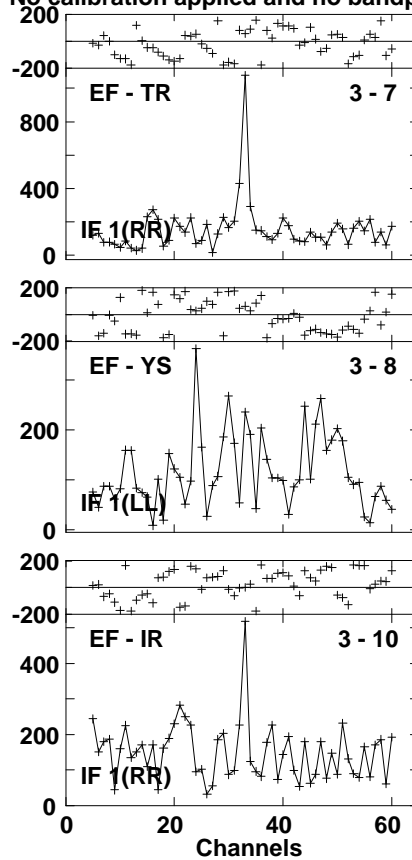 No calibration applied and no bandp
200
-200
EF - TR 3 - 7
800
400
IF 1(RR)
0
200
-200
EF - YS 3 - 8
200
IF 1(LL)
0
200
-200
EF - IR 3 - 10
400
200
IF 1(RR)
0
0 20 40 60
Channels